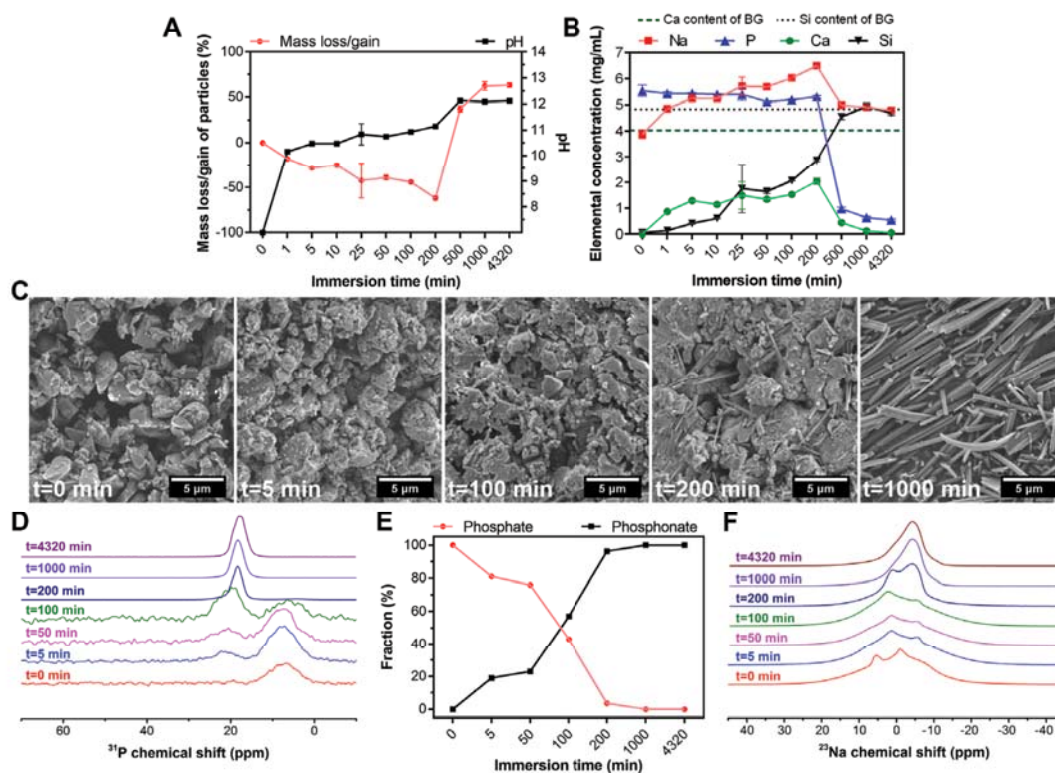 A
Mass loss/gain
pH
Mass loss/gain of particles (%)
100
50
0
-50
-100
14
13
12
11
10
9
8
7
pH
0 1 5 10 25 50 100 200 500 1000 4320
Immersion time (min)
B
Ca content of BG
Si content of BG
Na
P
Ca
Si
Elemental concentration (mg/mL)
7
6
5
4
3
2
1
0
0 1 5 10 25 50 100 200 500 1000 4320
Immersion time (min)
C
t=0 min
5 µm
t=5 min
5 µm
t=100 min
5 µm
t=200 min
5 µm
t=1000 min
5 µm
D
t=4320 min
t=1000 min
t=200 min
t=100 min
t=50 min
t=5 min
t=0 min
60 40 20 0
³¹P chemical shift (ppm)
E
Phosphate
Phosphonate
Fraction (%)
100
80
60
40
20
0
0 5 50 100 200 1000 4320
Immersion time (min)
F
t=4320 min
t=1000 min
t=200 min
t=100 min
t=50 min
t=5 min
t=0 min
40 30 20 10 0 -10 -20 -30 -40
²³Na chemical shift (ppm)